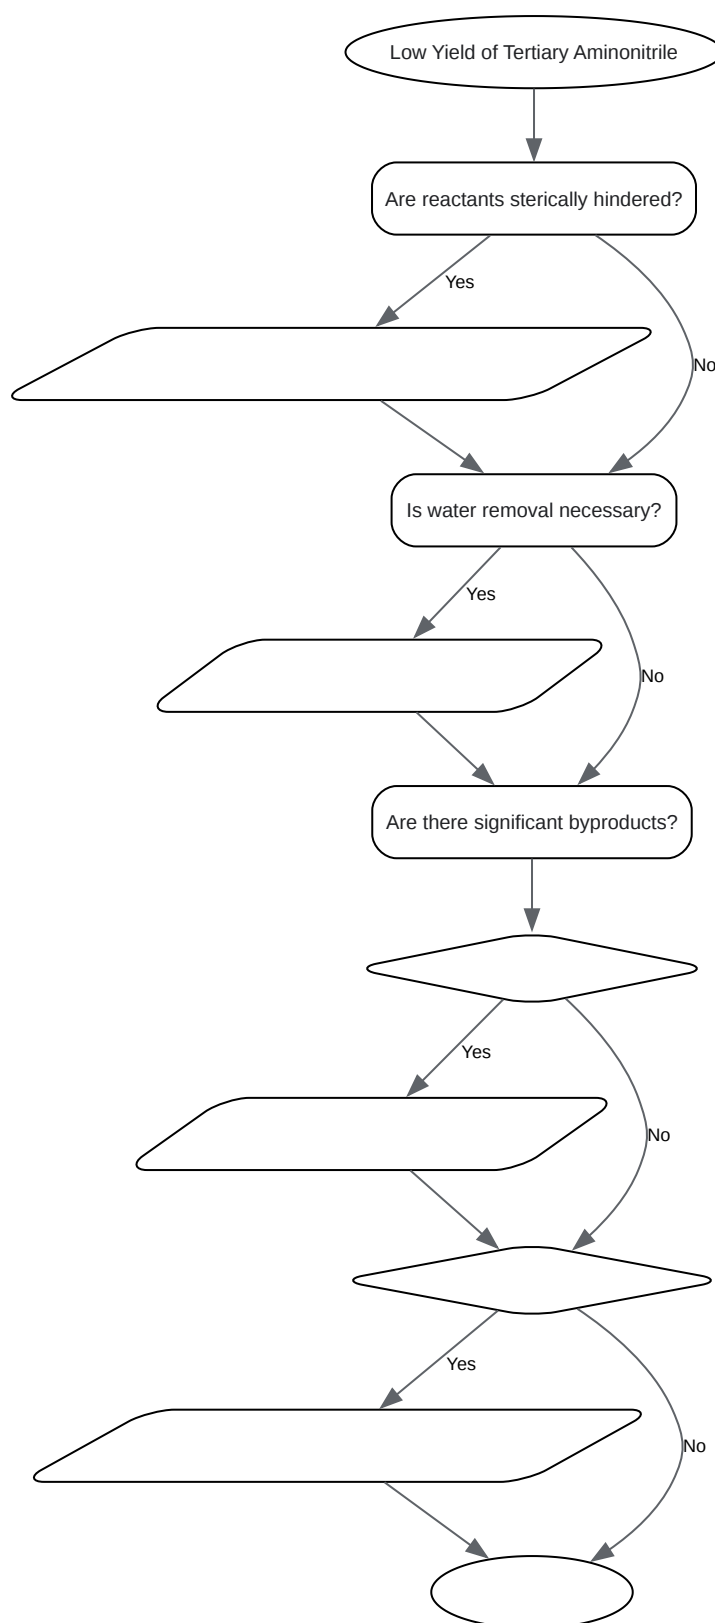 Low Yield of Tertiary Aminonitrile
Are reactants sterically hindered?
Yes
No
Is water removal necessary?
Yes
No
Are there significant byproducts?
Yes
No
Yes
No